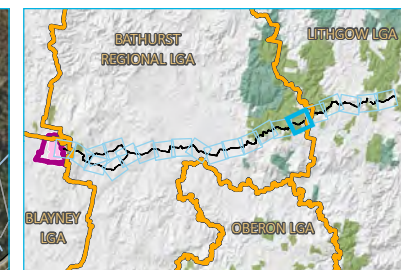 BATHURST
REGIONAL LGA
LITHGOW LGA
BLAYNEY
LGA
OBERON LGA